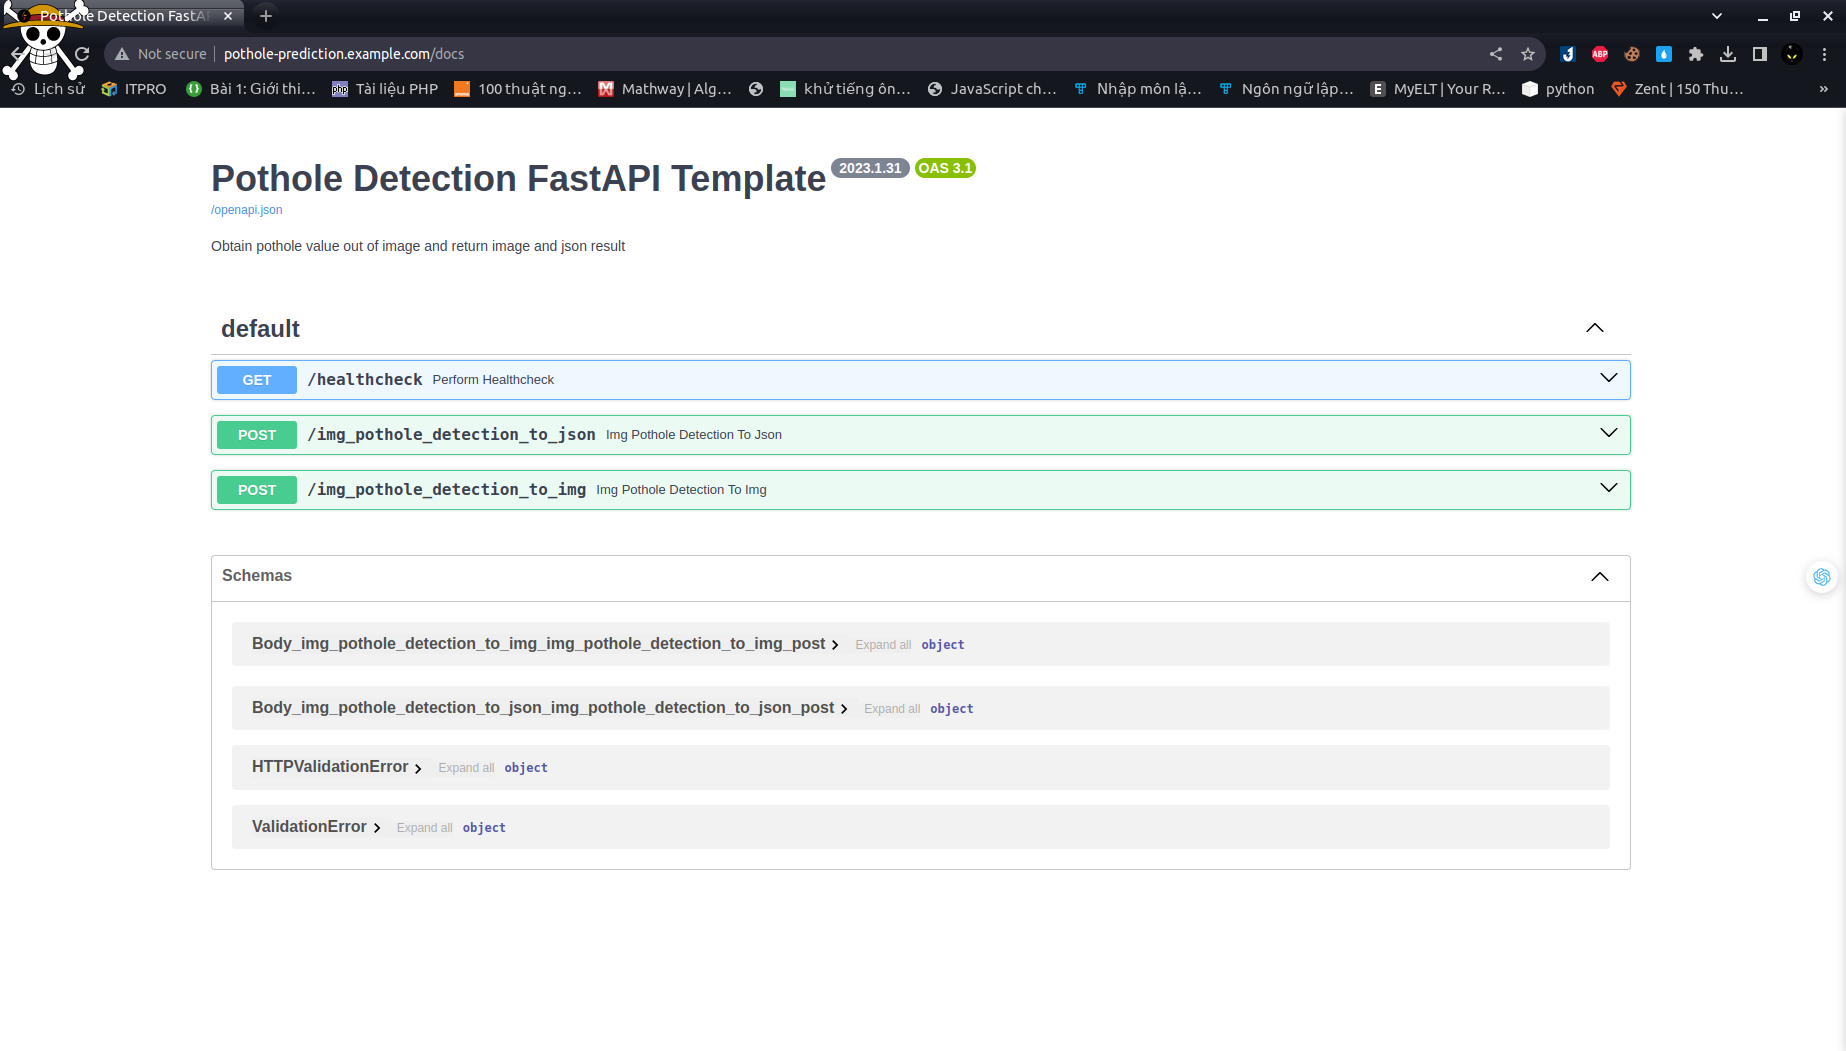 Pothole Detection FastAP
Not secure pothole-prediction.example.com/docs
ABP
Lịch sử ITPRO Bài 1: Giới thi... php Tài liệu PHP 100 thuật ng... Mathway | Alg... khử tiếng ôn... JavaScript ch... Nhập môn lậ... Ngôn ngữ lập... E MyELT | Your R... python Zent | 150 Thu... »
Pothole Detection FastAPI Template 2023.1.31 OAS 3.1
/openapi.json
Obtain pothole value out of image and return image and json result
default
GET /healthcheck Perform Healthcheck
POST /img_pothole_detection_to_json Img Pothole Detection To Json
POST /img_pothole_detection_to_img Img Pothole Detection To Img
Schemas
Body_img_pothole_detection_to_img_img_pothole_detection_to_img_post Expand all object
Body_img_pothole_detection_to_json_img_pothole_detection_to_json_post Expand all object
HTTPValidationError Expand all object
ValidationError Expand all object